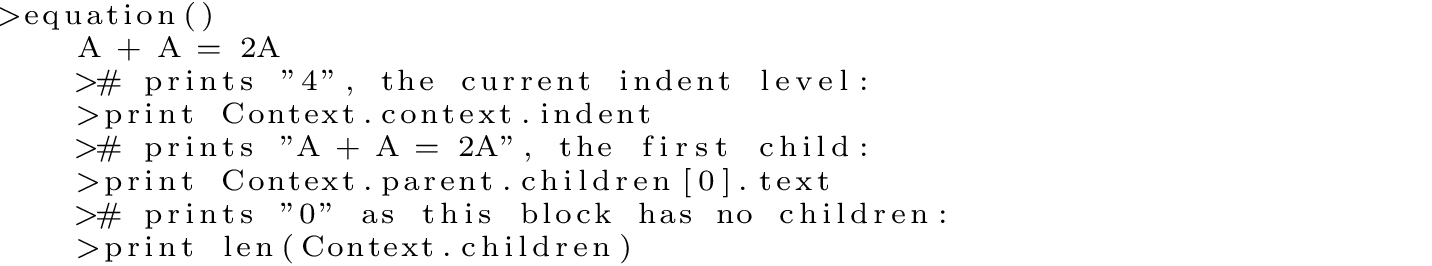 >equation()
    A + A = 2A
    ># prints "4", the current indent level:
    >print Context.context.indent
    ># prints "A + A = 2A", the first child:
    >print Context.parent.children[0].text
    ># prints "0" as this block has no children:
    >print len(Context.children)